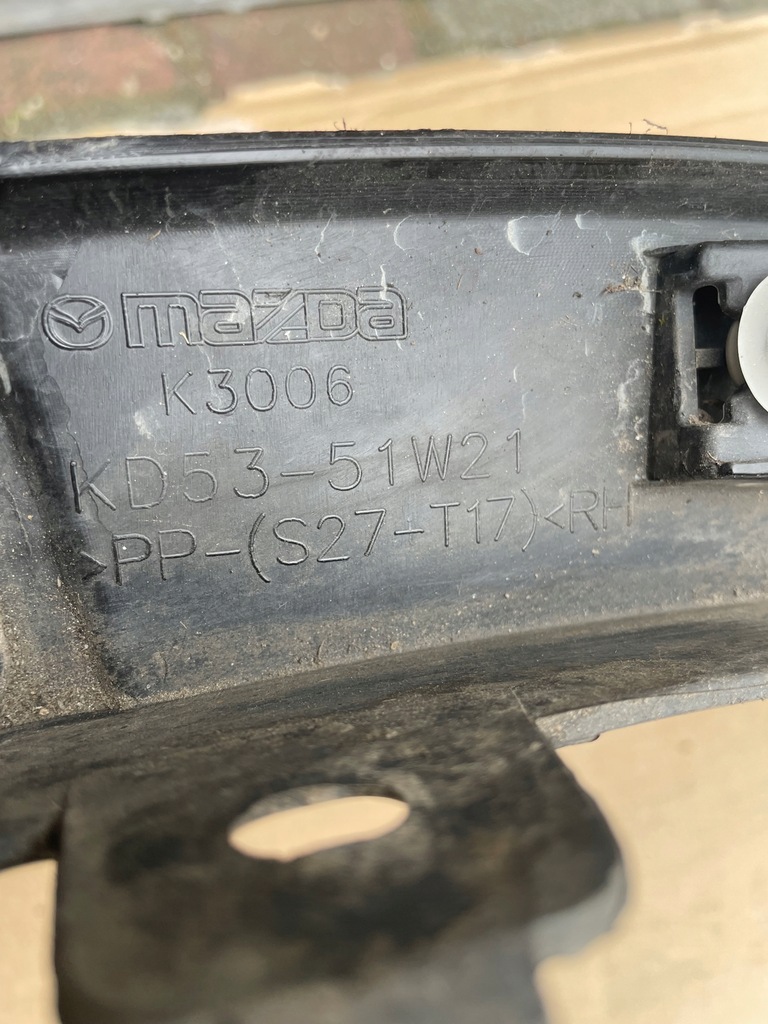 mazda
K3006
KD53-51W21
>PP-(S27-T17)<RH